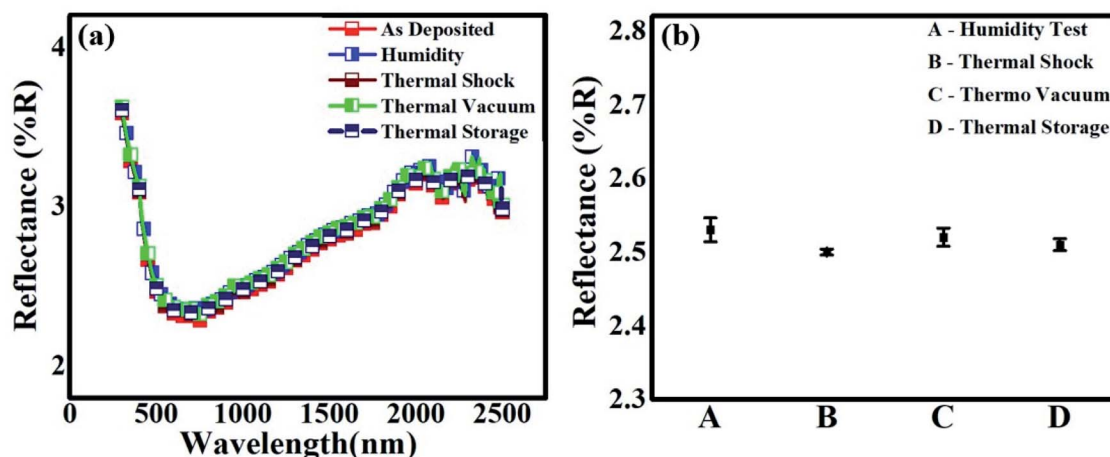 (a)
As Deposited
Humidity
Thermal Shock
Thermal Vacuum
Thermal Storage
Reflectance (%R)
4
3
2
0
500
1000
1500
2000
2500
Wavelength(nm)
(b)
A - Humidity Test
B - Thermal Shock
C - Thermo Vacuum
D - Thermal Storage
Reflectance (%R)
2.8
2.7
2.6
2.5
2.4
2.3
A
B
C
D